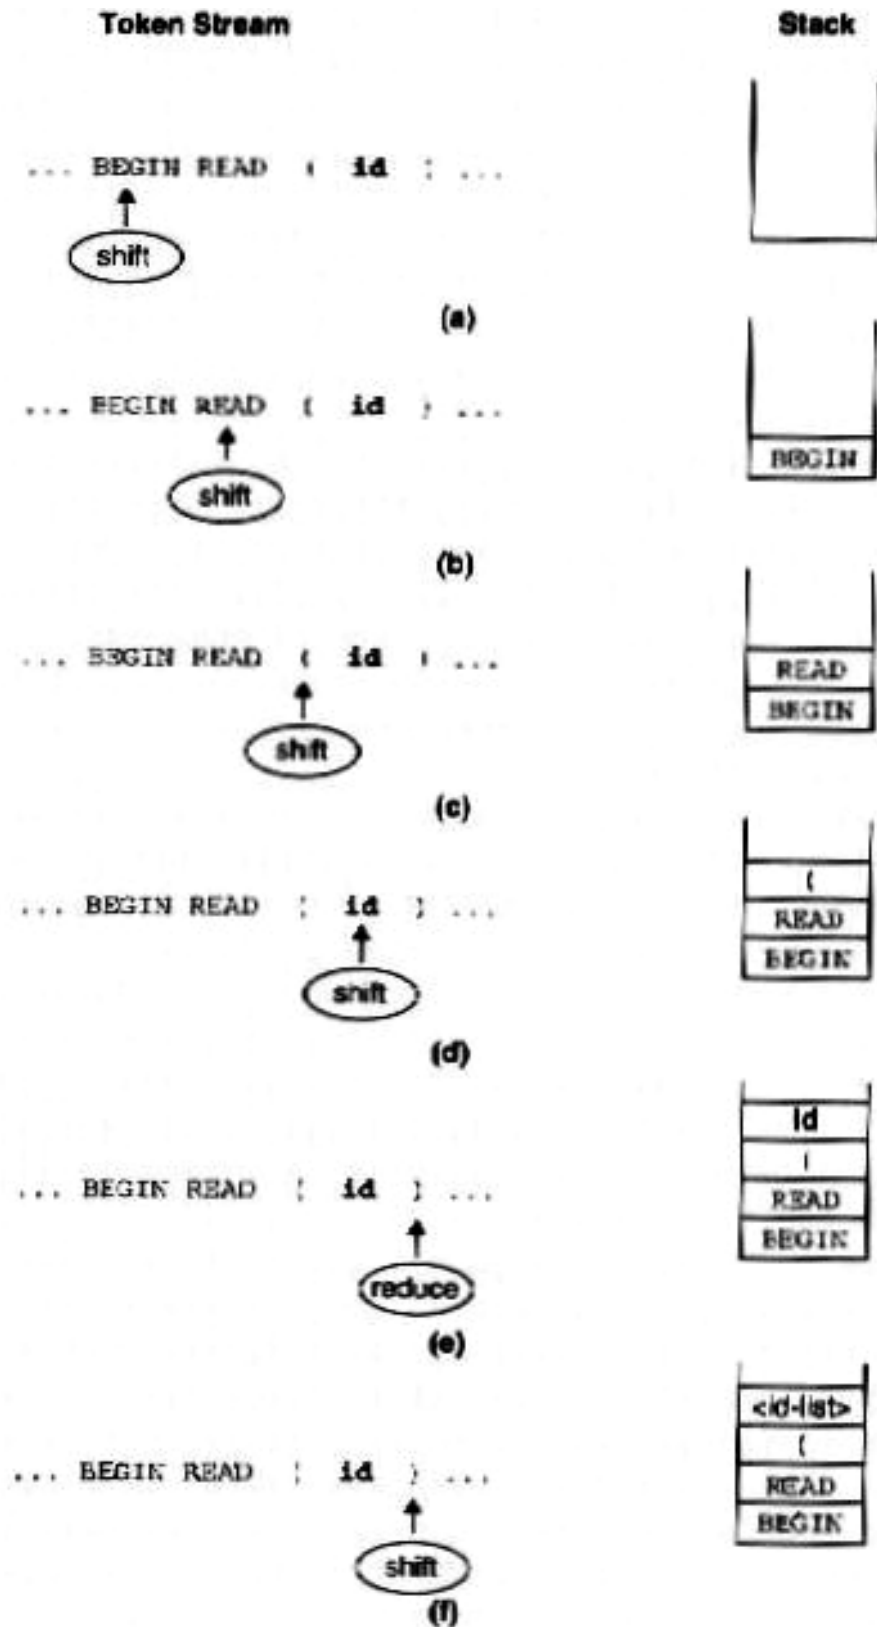 Token Stream Stack
... BEGIN READ ( id ) ...
shift
(a)
... BEGIN READ ( id ) ...
BEGIN
shift
(b)
... BEGIN READ ( id ) ...
READ
BEGIN
shift
(c)
... BEGIN READ ( id ) ...
(
READ
BEGIN
shift
(d)
... BEGIN READ ( id ) ...
id
(
READ
BEGIN
reduce
(e)
... BEGIN READ ( id ) ...
<id-list>
(
READ
BEGIN
shift
(f)